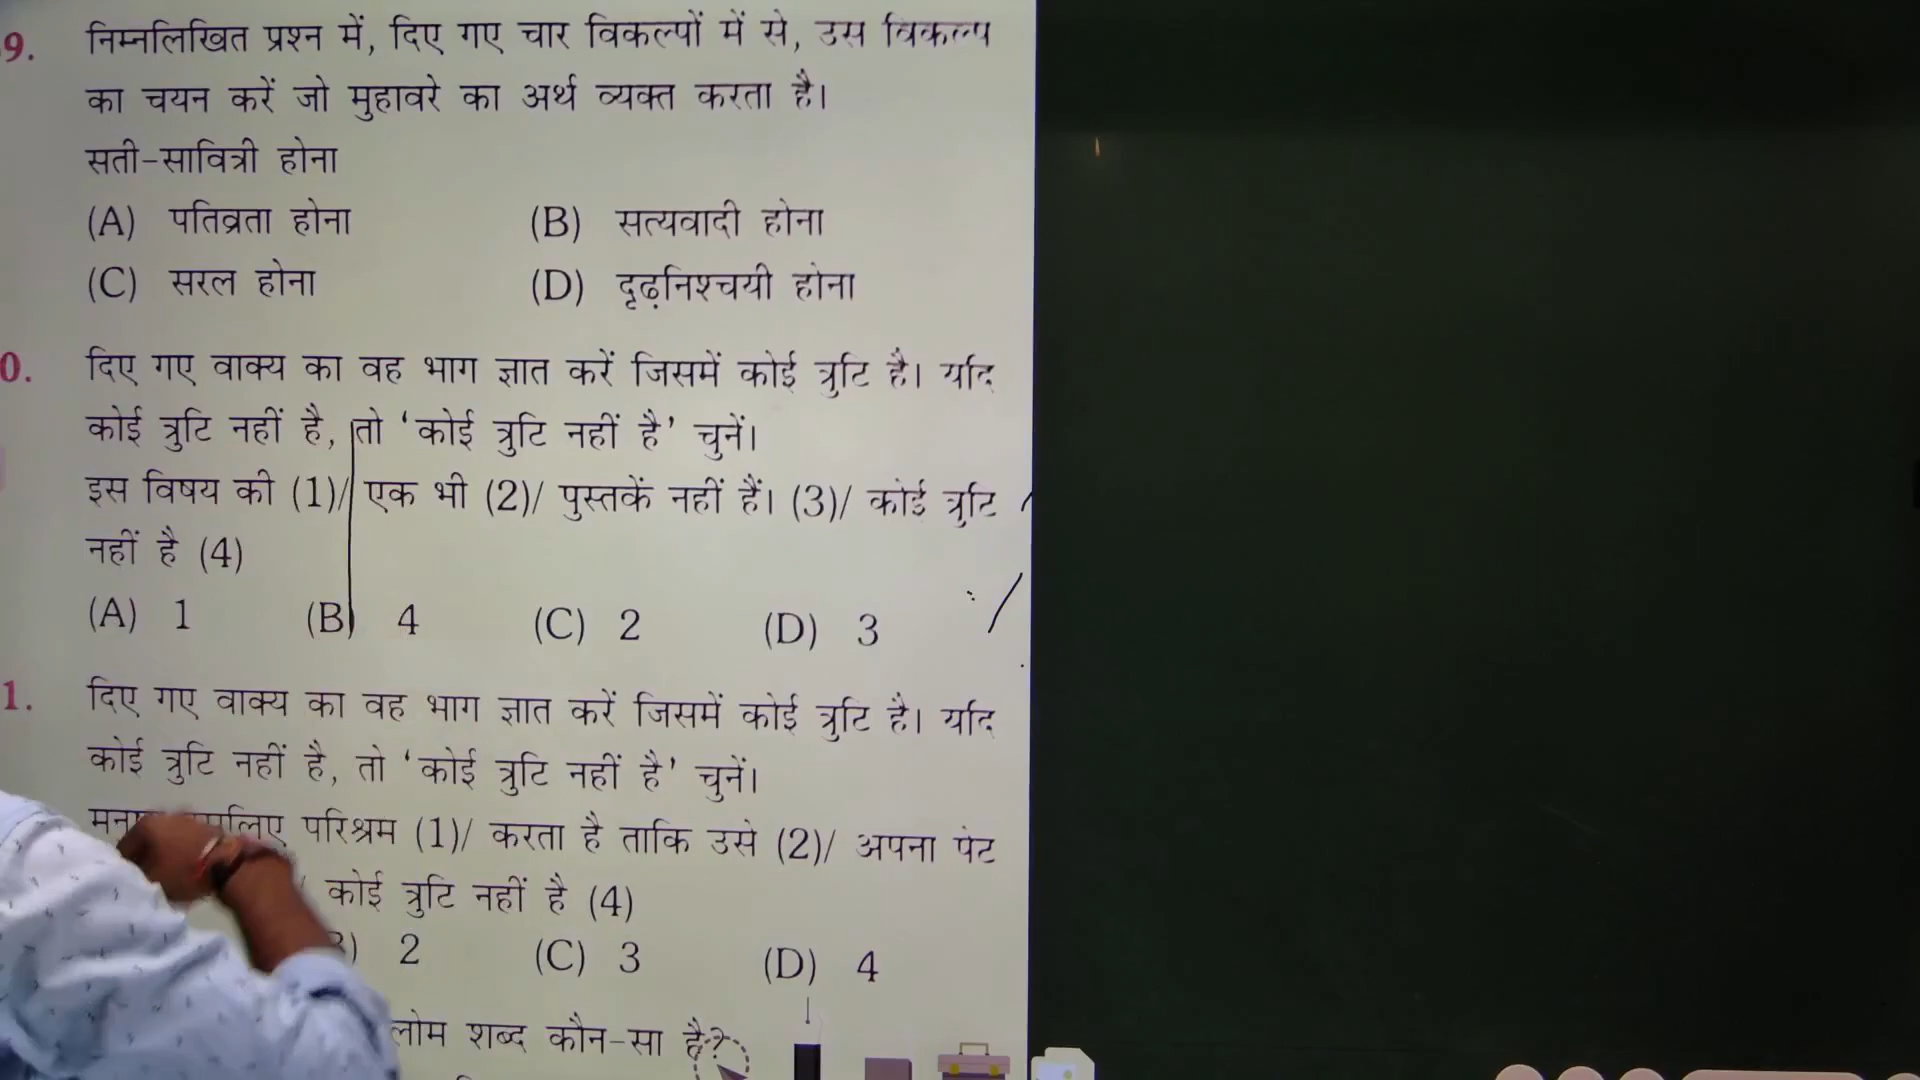 9. निम्नलिखित प्रश्न में, दिए गए चार विकल्पों में से, उस विकल्प
का चयन करें जो मुहावरे का अर्थ व्यक्त करता है।
सती-सावित्री होना
(A) पतिव्रता होना (B) सत्यवादी होना
(C) सरल होना (D) दृढ़निश्चयी होना
0. दिए गए वाक्य का वह भाग ज्ञात करें जिसमें कोई त्रुटि है। यदि
कोई त्रुटि नहीं है, तो 'कोई त्रुटि नहीं है' चुनें।
इस विषय की (1)/ एक भी (2)/ पुस्तकें नहीं हैं। (3)/ कोई त्रुटि
नहीं है (4)
(A) 1 (B) 4 (C) 2 (D) 3
1. दिए गए वाक्य का वह भाग ज्ञात करें जिसमें कोई त्रुटि है। यदि
कोई त्रुटि नहीं है, तो 'कोई त्रुटि नहीं है' चुनें।
परिश्रम (1)/ करता है ताकि उसे (2)/ अपना पेट
कोई त्रुटि नहीं है (4)
2 (C) 3 (D) 4
शब्द कौन-सा है?